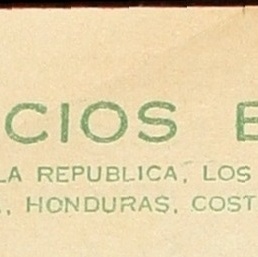 CIOS E
LA REPUBLICA, LOS
., HONDURAS, COST